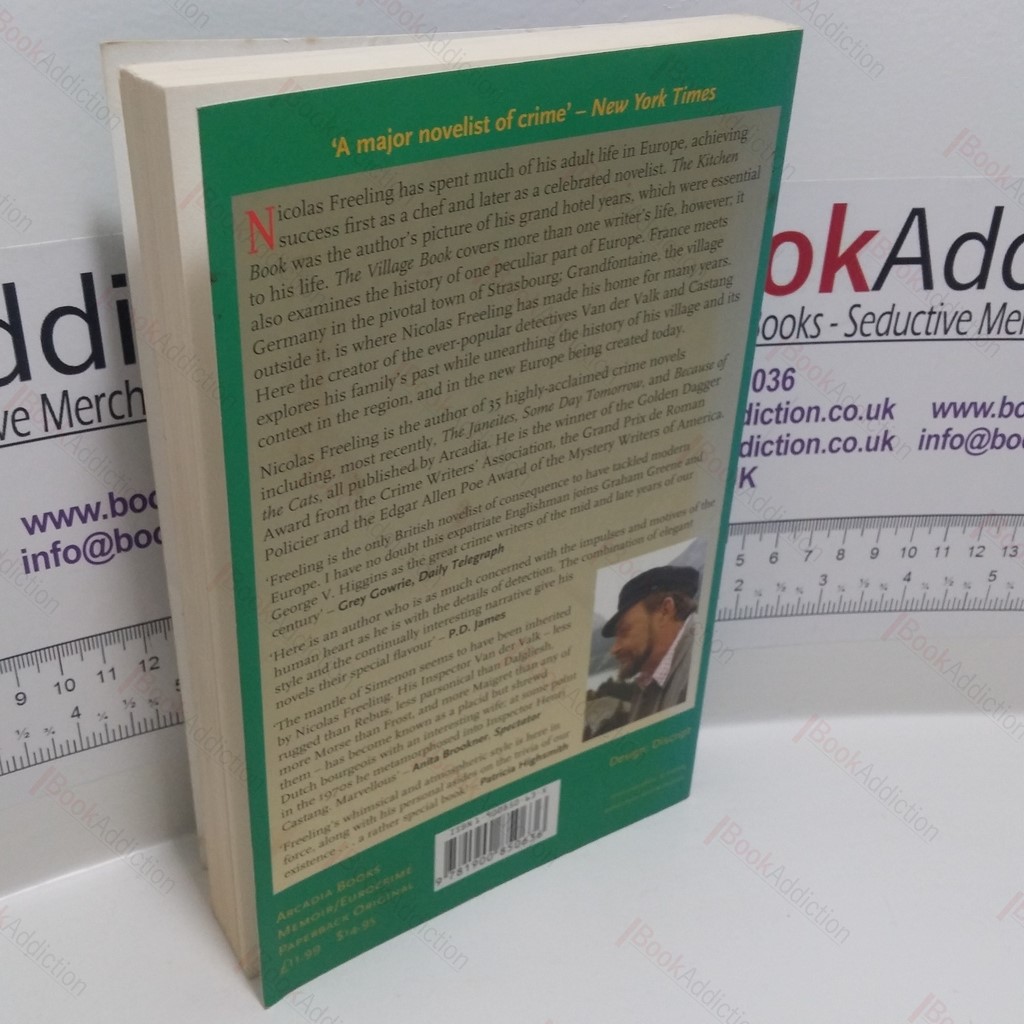 'A major novelist of crime' – New York Times
Nicolas Freeling has spent much of his adult life in Europe, achieving
success first as a chef and later as a celebrated novelist. The Kitchen
Book was the author's picture of his grand hotel years, which were essential
to his life. The Village Book covers more than one writer's life, however; it
also examines the history of one peculiar part of Europe. France meets
Germany in the pivotal town of Strasbourg; Grandfontaine, the village
outside it, is where Nicolas Freeling has made his home for many years.
Here the creator of the ever-popular detectives Van der Valk and Castang
explores his family's past while unearthing the history of his village and its
context in the region, and in the new Europe being created today.
Nicolas Freeling is the author of 35 highly-acclaimed crime novels
including, most recently, The Janeites, Some Day Tomorrow, and Because of
the Cats, all published by Arcadia. He is the winner of the Golden Dagger
Award from the Crime Writers' Association, the Grand Prix de Roman
Policier and the Edgar Allen Poe Award of the Mystery Writers of America.
'Freeling is the only British novelist of consequence to have tackled modern
Europe. I have no doubt this expatriate Englishman joins Graham Greene and
George V. Higgins as the great crime writers of the mid and late years of our
century' – Grey Gowrie, Daily Telegraph
'Here is an author who is as much concerned with the impulses and motives of the
human heart as he is with the details of detection. The combination of elegant
style and the continually interesting narrative give his
novels their special flavour' – P.D. James
'The mantle of Simenon seems to have been inherited
by Nicolas Freeling. His Inspector Van der Valk – less
rugged than Rebus, less parsonical than Dalgliesh,
more Morse than Frost, and more Maigret than any of
them – has become known as a placid but shrewd
Dutch bourgeois with an interesting wife; at some point
in the 1970s he metamorphosed into Inspector Henri
Castang. Marvellous' – Anita Brookner, Spectator
'Freeling's whimsical and atmospheric style is here in
force, along with his personal asides on the trivia of our
existence . . . a rather special book' – Patricia Highsmith
Design: Discript
ARCADIA BOOKS
MEMOIR/EUROCRIME
PAPERBACK ORIGINAL
£11.99 $14.95
9 781900 850636
ddi
ve Merch
www.boo
info@boo
okAdd
Books - Seductive Mer
036
diction.co.uk www.bo
diction.co.uk info@bo
K
BookAddiction